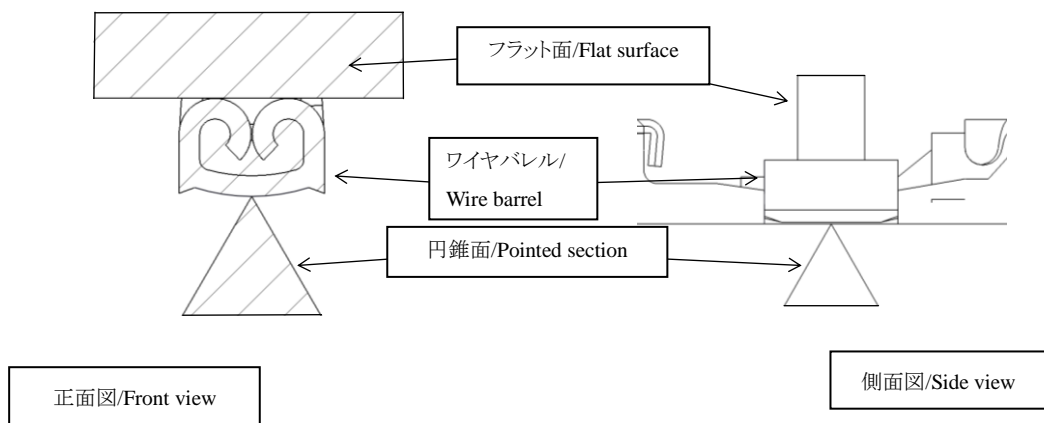 フラット面/Flat surface
ワイヤバレル/
Wire barrel
円錐面/Pointed section
正面図/Front view
側面図/Side view